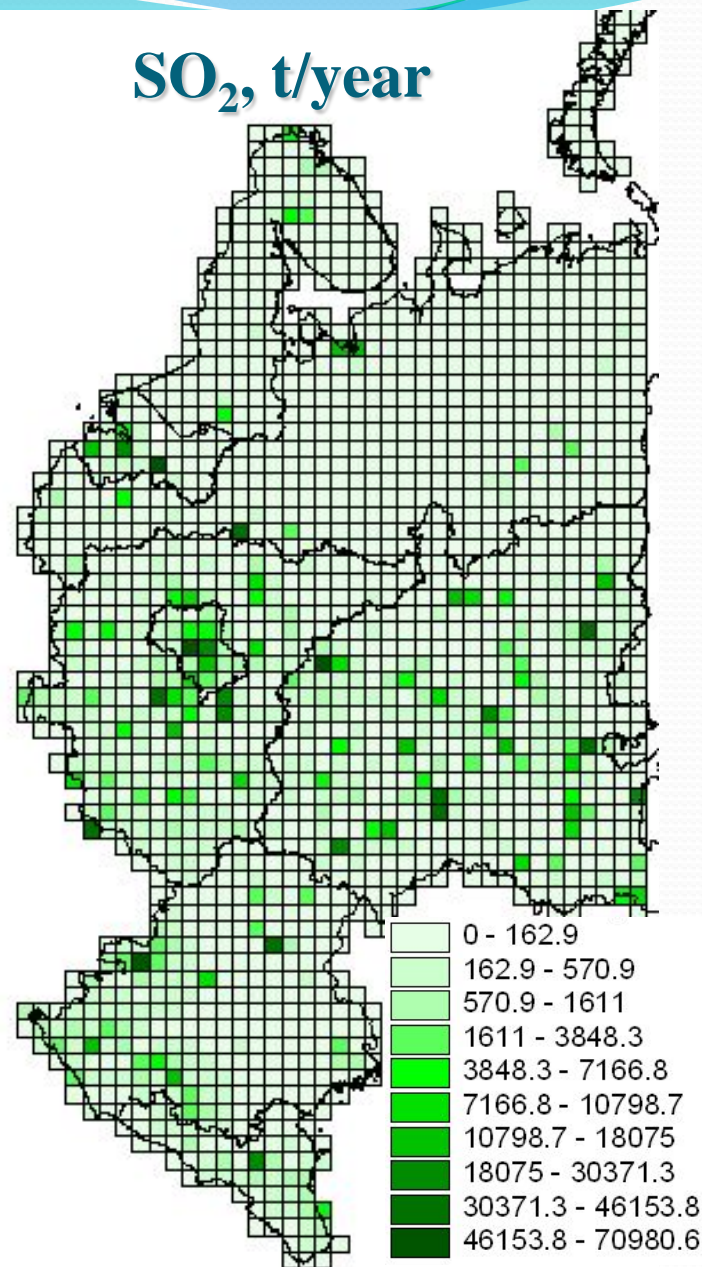 SO₂, t/year
0 - 162.9
162.9 - 570.9
570.9 - 1611
1611 - 3848.3
3848.3 - 7166.8
7166.8 - 10798.7
10798.7 - 18075
18075 - 30371.3
30371.3 - 46153.8
46153.8 - 70980.6